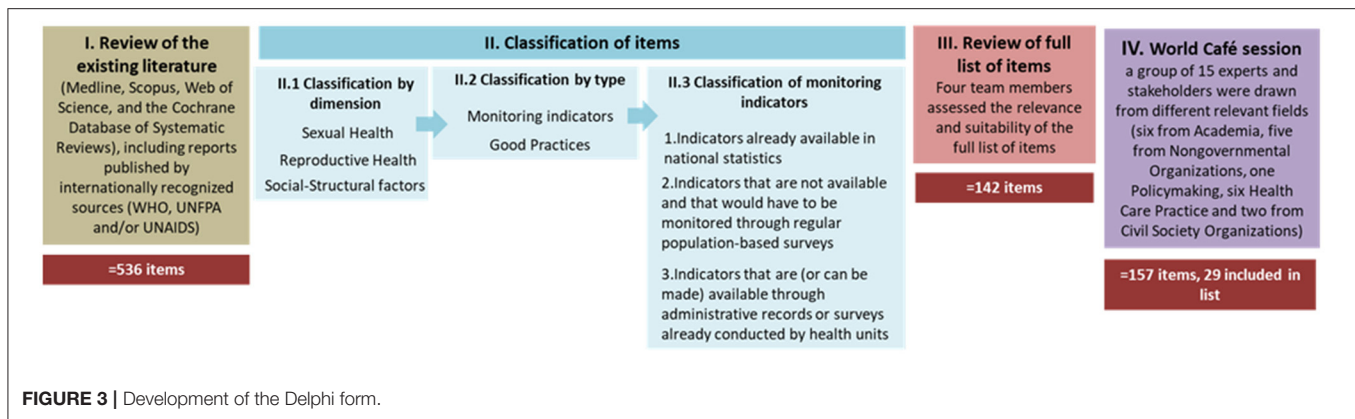 I. Review of the
existing literature
(Medline, Scopus, Web of
Science, and the Cochrane
Database of Systematic
Reviews), including reports
published by
internationally recognized
sources (WHO, UNFPA
and/or UNAIDS)
=536 items
II. Classification of items
II.1 Classification by
dimension
Sexual Health
Reproductive Health
Social-Structural factors
II.2 Classification by type
Monitoring indicators
Good Practices
II.3 Classification of monitoring
indicators
1.Indicators already available in
national statistics
2.Indicators that are not available
and that would have to be
monitored through regular
population-based surveys
3.Indicators that are (or can be
made) available through
administrative records or surveys
already conducted by health units
III. Review of full
list of items
Four team members
assessed the relevance
and suitability of the
full list of items
=142 items
IV. World Café session
a group of 15 experts and
stakeholders were drawn
from different relevant fields
(six from Academia, five
from Nongovernmental
Organizations, one
Policymaking, six Health
Care Practice and two from
Civil Society Organizations)
=157 items, 29 included in
list
FIGURE 3 | Development of the Delphi form.